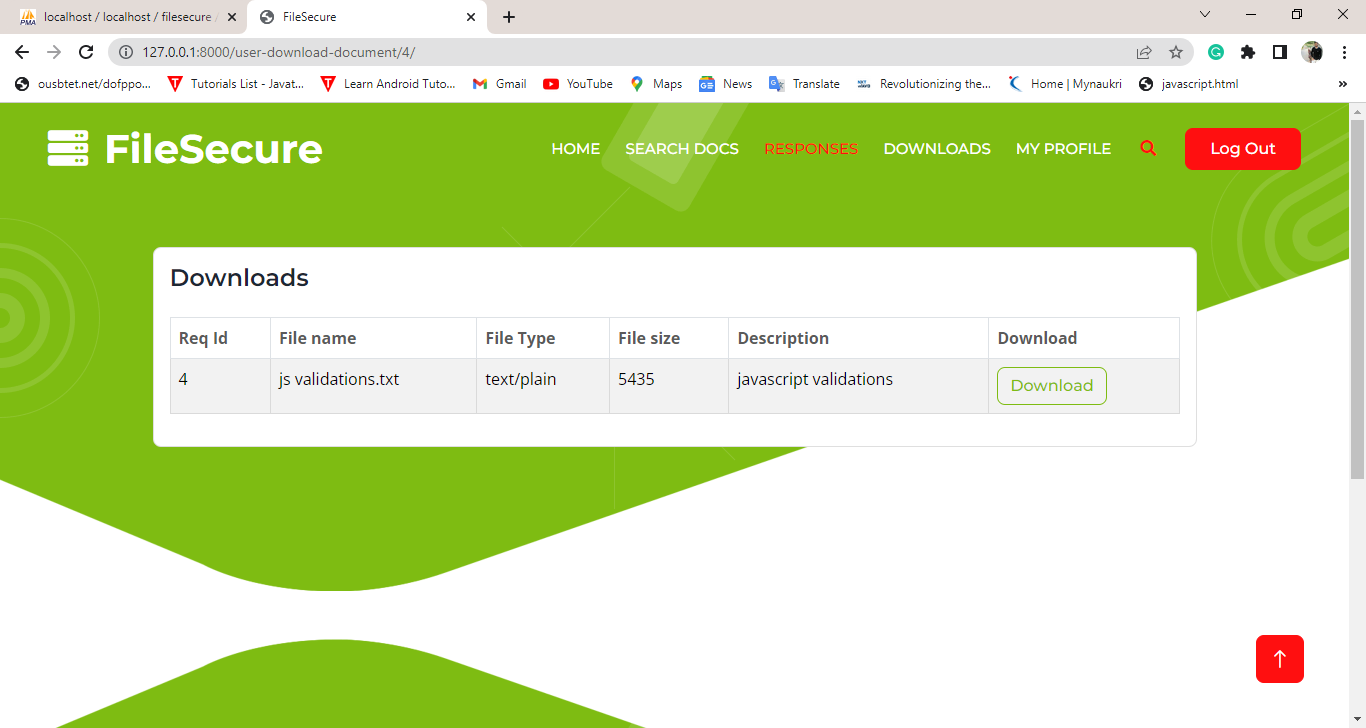 PMA localhost / localhost / filesecure
FileSecure
127.0.0.1:8000/user-download-document/4/
ousbtet.net/dofppo... Tutorials List - Javat... Learn Android Tuto... Gmail YouTube Maps News Translate Revolutionizing the... Home | Mynaukri javascript.html »
FileSecure
HOME SEARCH DOCS RESPONSES DOWNLOADS MY PROFILE Log Out
Downloads
Req Id File name File Type File size Description Download
4 js validations.txt text/plain 5435 javascript validations Download